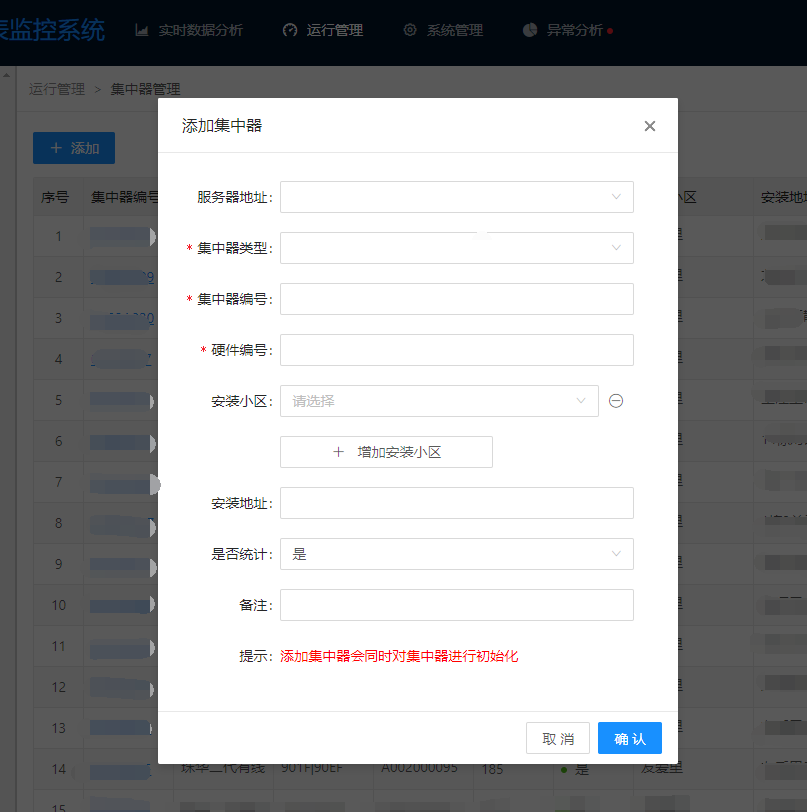 表监控系统 实时数据分析 运行管理 系统管理 异常分析
运行管理 > 集中器管理
添加集中器
+ 添加
序号 集中器编号 小区 安装地
服务器地址:
1
* 集中器类型:
2
* 集中器编号:
3
* 硬件编号:
4
安装小区: 请选择
5
+ 增加安装小区
6
7
安装地址:
8
是否统计: 是
9
备注:
10
提示: 添加集中器会同时对集中器进行初始化
11
12
13
取 消 确 认
14 珠华二代有线 901Fj90EF A002000095 185 是 友爱里
15